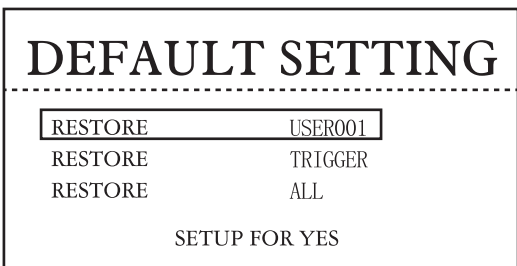 DEFAULT SETTING
RESTORE USER001
RESTORE TRIGGER
RESTORE ALL
SETUP FOR YES